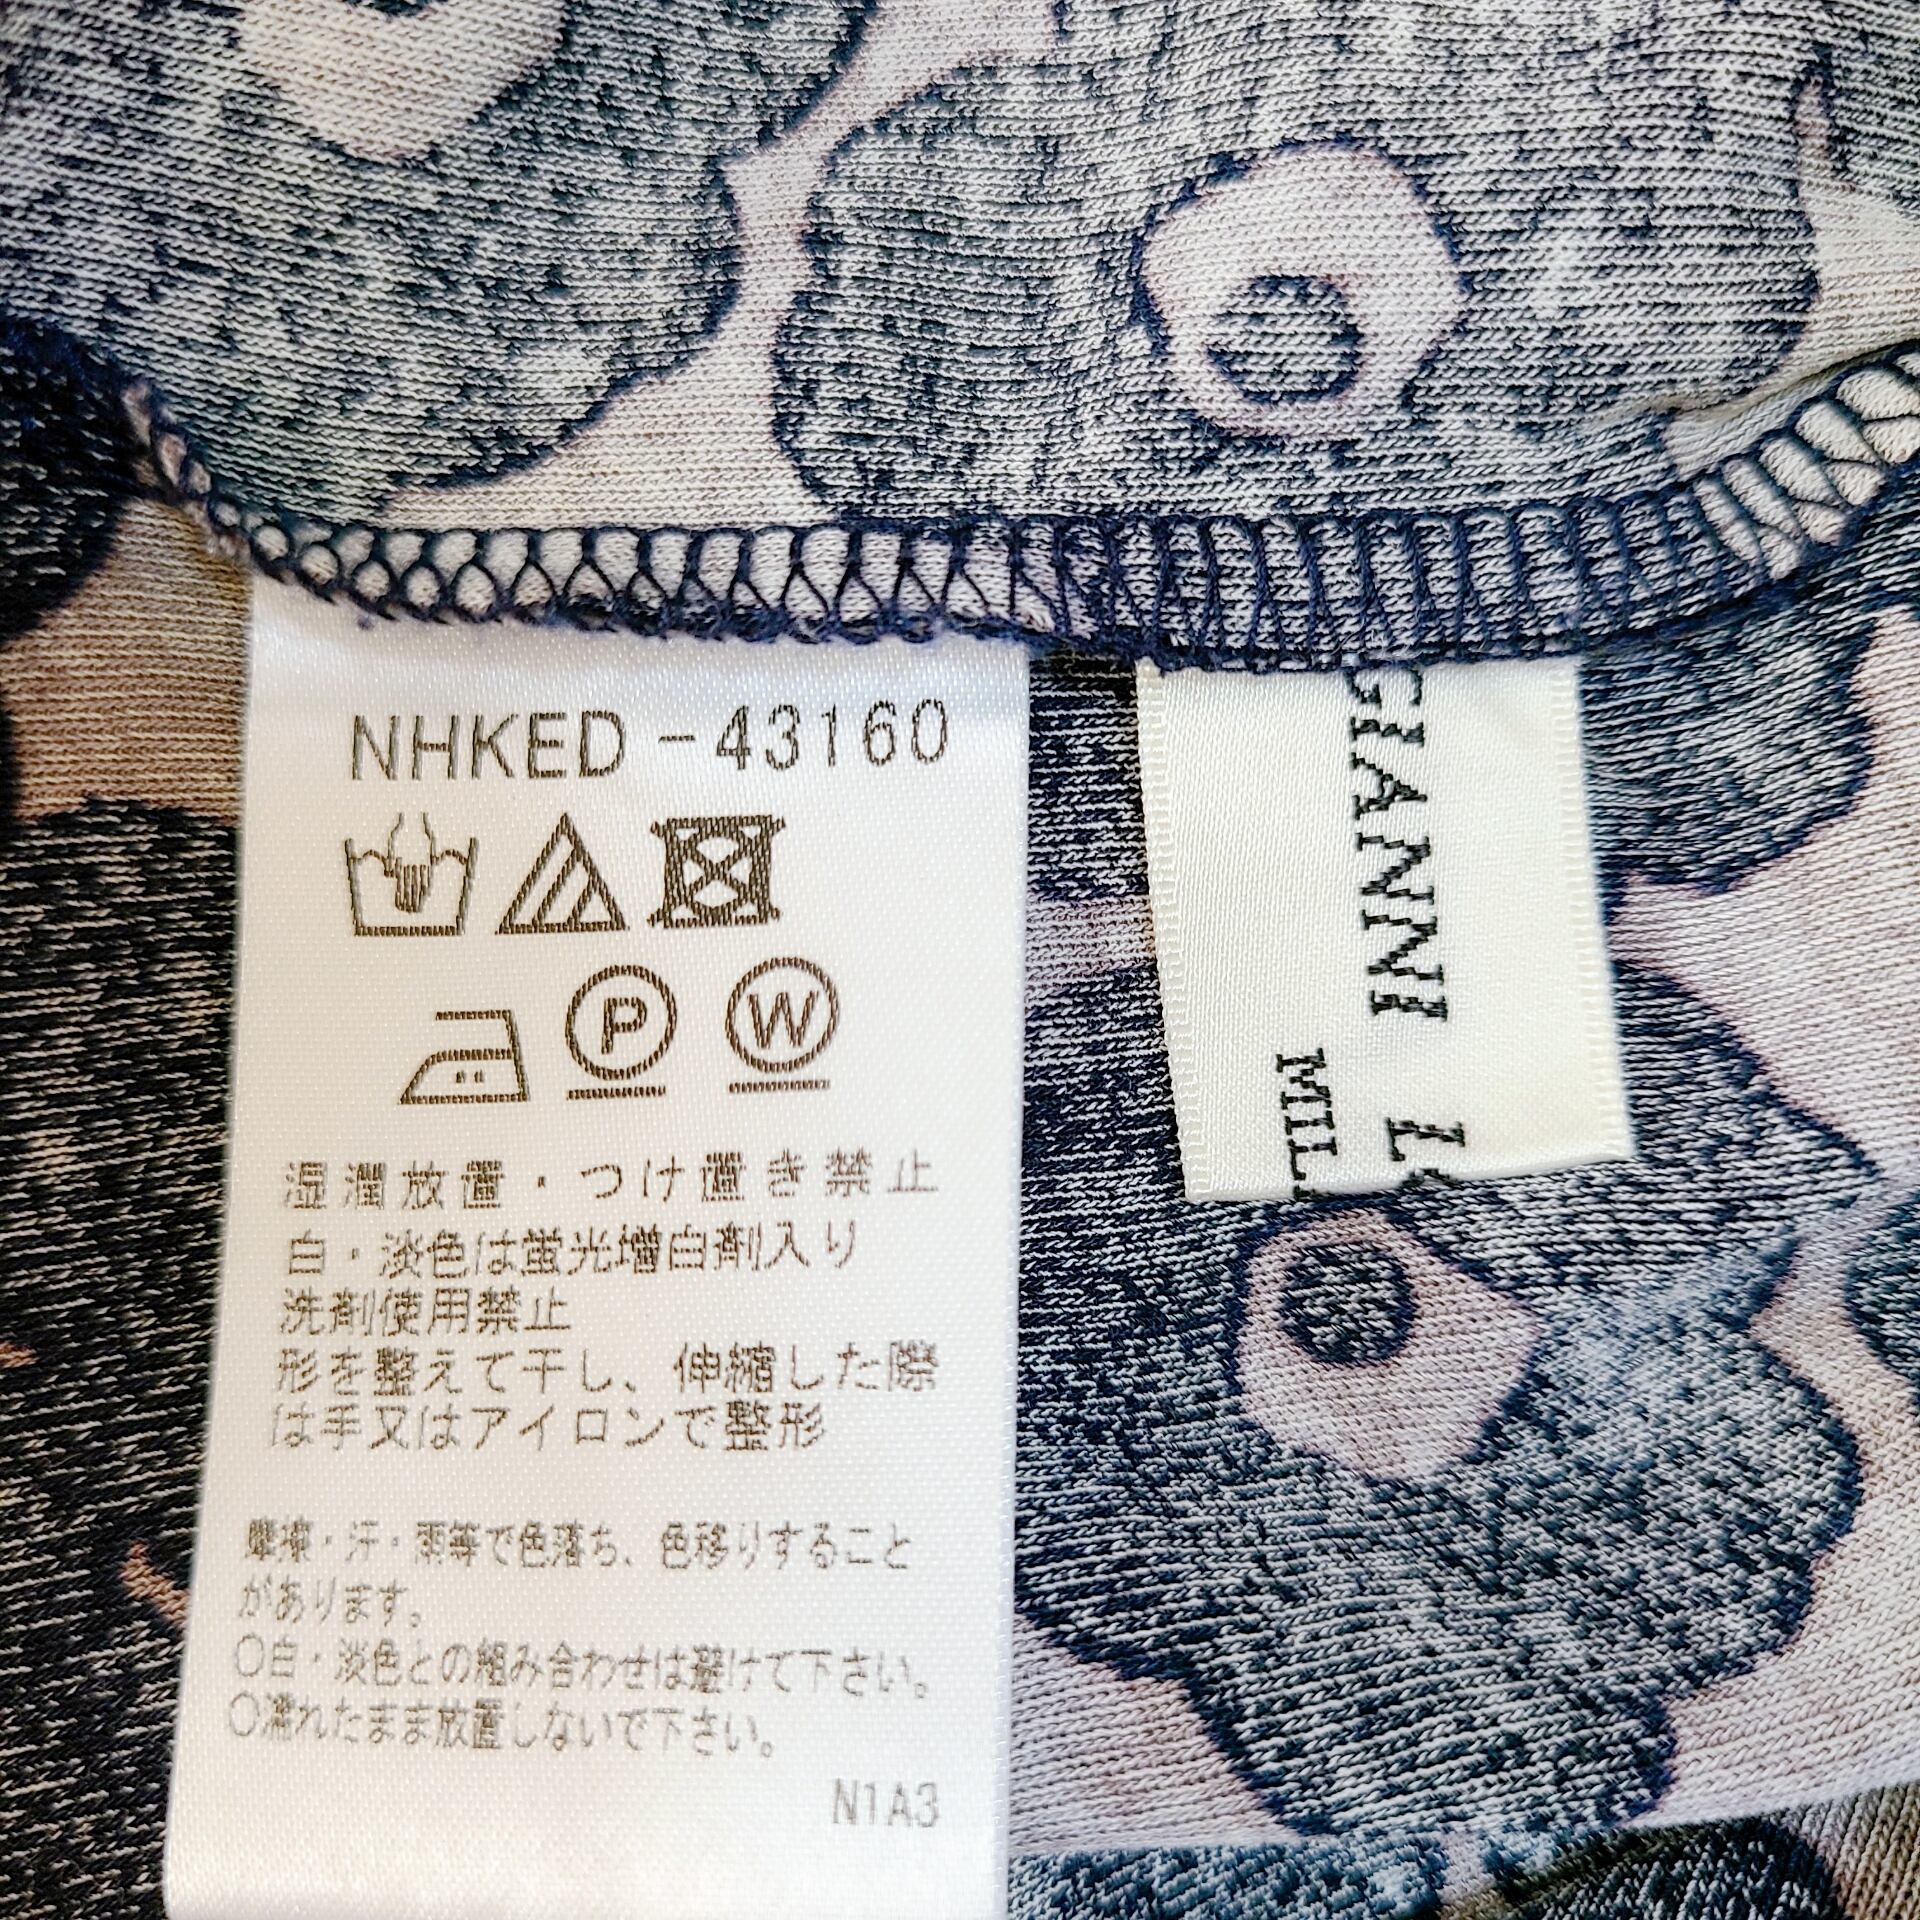 NHKED-43160
P W
湿潤放置・つけ置き禁止
白・淡色は蛍光増白剤入り
洗剤使用禁止
形を整えて干し、伸縮した際
は手又はアイロンで整形
摩擦・汗・雨等で色落ち、色移りすること
があります。
○白・淡色との組み合わせは避けて下さい。
○濡れたまま放置しないで下さい。
N1A3
GIANNI L
MIL